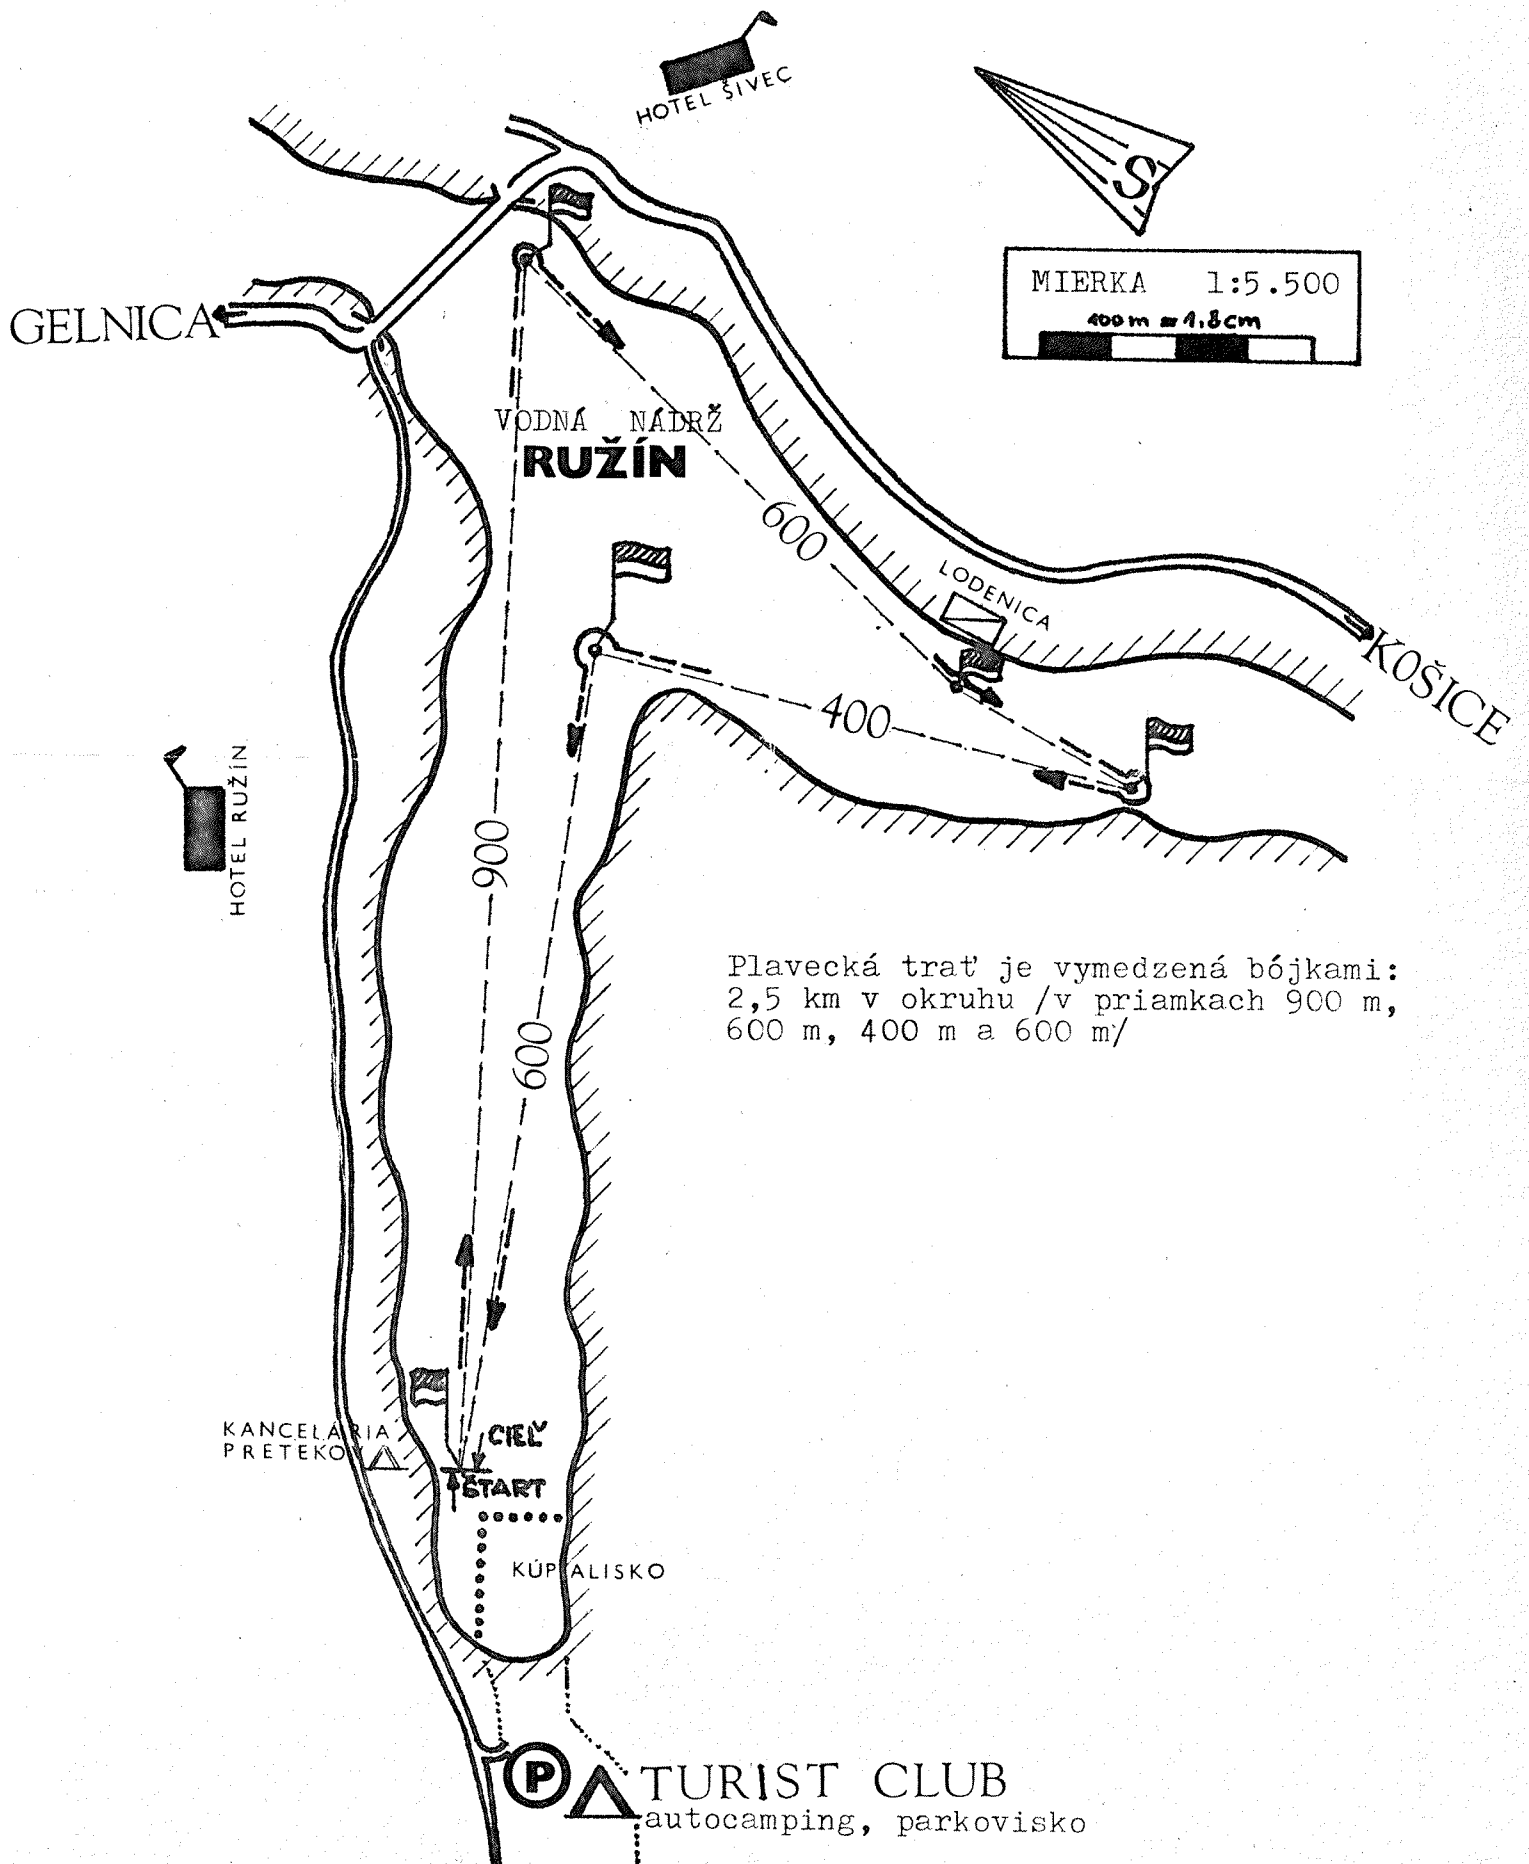 HOTEL ŠIVEC
S
MIERKA 1:5.500
100 m = 1,8 cm
GELNICA
VODNÁ NÁDRŽ
RUŽÍN
600
LODENICA
KOŠICE
400
HOTEL RUŽÍN
900
Plavecká trať je vymedzená bójkami:
2,5 km v okruhu /v priamkach 900 m,
600 m, 400 m a 600 m/
600
KANCELÁRIA
PRETEKOV
CIEĽ
ŠTART
KÚPALISKO
P
TURIST CLUB
autocamping, parkovisko